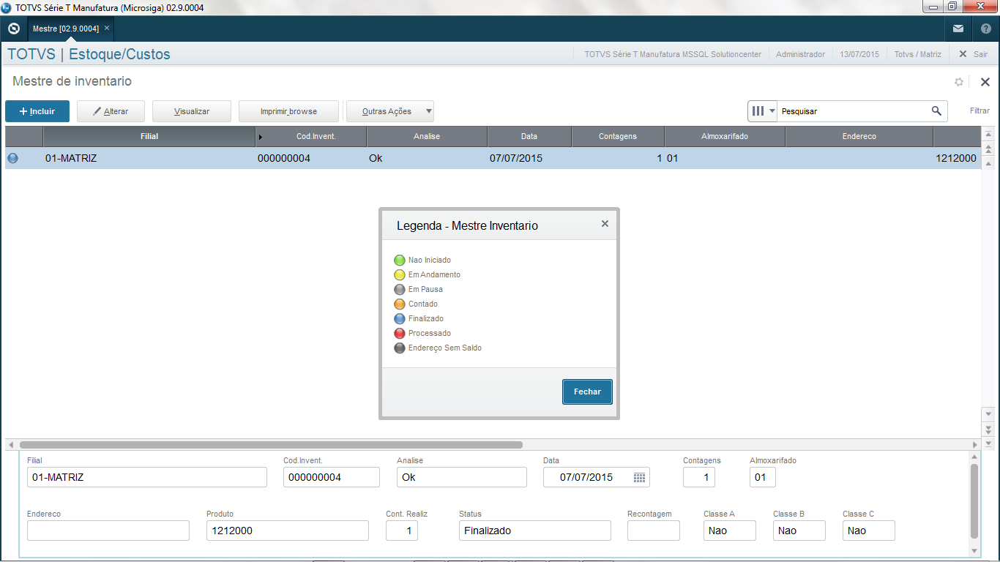 TOTVS Série T Manufatura (Microsiga) 02.9.0004
Mestre [02.9.0004]
TOTVS | Estoque/Custos
TOTVS Série T Manufatura MSSQL Solutioncenter
Administrador
13/07/2015
Totvs / Matriz
Sair
Mestre de inventario
+ Incluir
Alterar
Visualizar
Imprimir browse
Outras Ações
Pesquisar
Filtrar
Filial Cod.Invent. Analise Data Contagens Almoxarifado Endereco
01-MATRIZ 000000004 Ok 07/07/2015 1 01 1212000
Legenda - Mestre Inventario
Nao Iniciado
Em Andamento
Em Pausa
Contado
Finalizado
Processado
Endereço Sem Saldo
Fechar
Filial Cod.Invent. Analise Data Contagens Almoxarifado
01-MATRIZ 000000004 Ok 07/07/2015 1 01
Endereco Produto Cont. Realiz Status Recontagem Classe A Classe B Classe C
1212000 1 Finalizado Nao Nao Nao